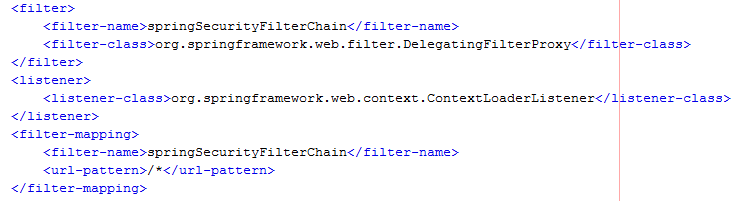 <filter>
<filter-name>springSecurityFilterChain</filter-name>
<filter-class>org.springframework.web.filter.DelegatingFilterProxy</filter-class>
</filter>
<listener>
<listener-class>org.springframework.web.context.ContextLoaderListener</listener-class>
</listener>
<filter-mapping>
<filter-name>springSecurityFilterChain</filter-name>
<url-pattern>/*</url-pattern>
</filter-mapping>